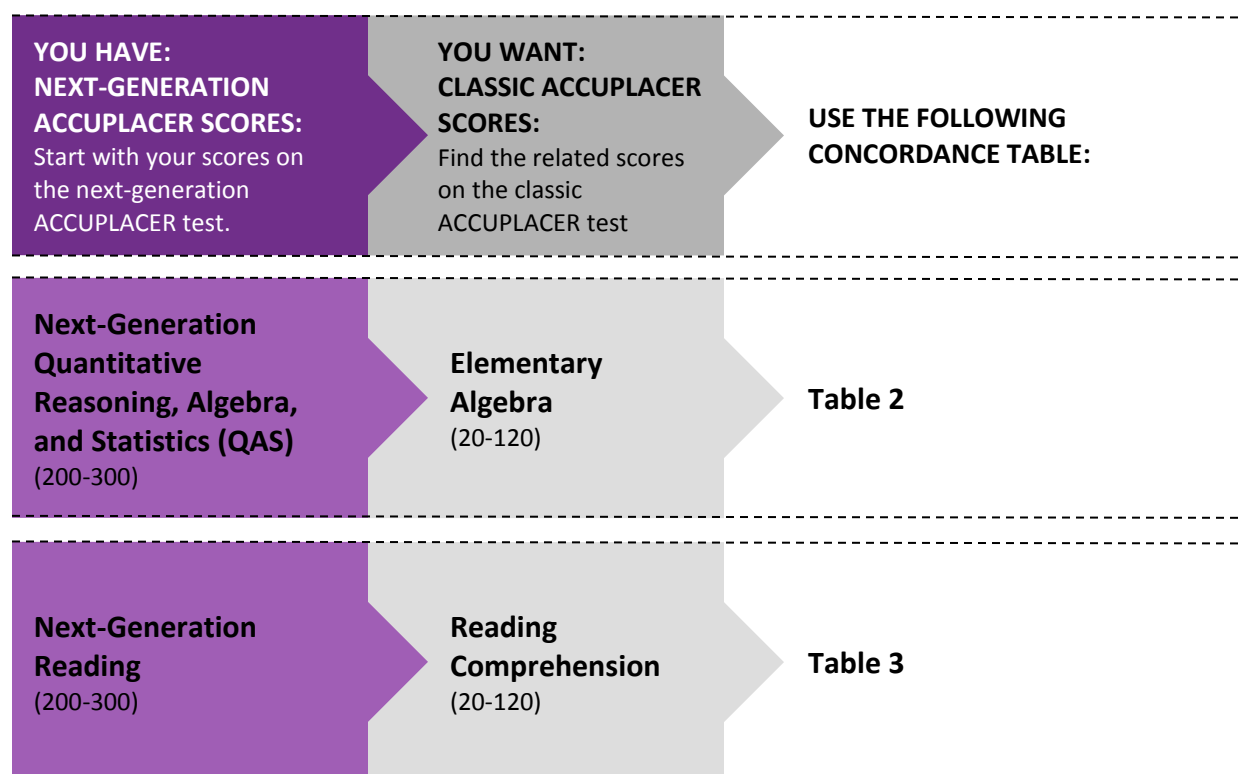 YOU HAVE:
NEXT-GENERATION
ACCUPLACER SCORES:
Start with your scores on
the next-generation
ACCUPLACER test.
YOU WANT:
CLASSIC ACCUPLACER
SCORES:
Find the related scores
on the classic
ACCUPLACER test
USE THE FOLLOWING
CONCORDANCE TABLE:
Next-Generation
Quantitative
Reasoning, Algebra,
and Statistics (QAS)
(200-300)
Elementary
Algebra
(20-120)
Table 2
Next-Generation
Reading
(200-300)
Reading
Comprehension
(20-120)
Table 3